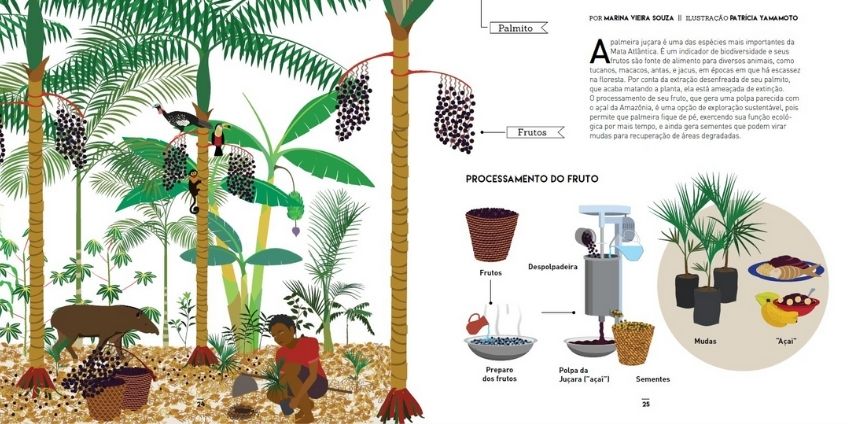 Palmito
Frutos
POR MARINA VIEIRA SOUZA || ILUSTRAÇÃO PATRÍCIA YAMAMOTO
A palmeira juçara é uma das espécies mais importantes da
Mata Atlântica. É um indicador de biodiversidade e seus
frutos são fonte de alimento para diversos animais, como
tucanos, macacos, antas, e jacus, em épocas em que há escassez
na floresta. Por conta da extração desenfreada de seu palmito,
que acaba matando a planta, ela está ameaçada de extinção.
O processamento de seu fruto, que gera uma polpa parecida com
o açaí da Amazônia, é uma opção de exploração sustentável, pois
permite que palmeira fique de pé, exercendo sua função ecoló-
gica por mais tempo, e ainda gera sementes que podem virar
mudas para recuperação de áreas degradadas.
PROCESSAMENTO DO FRUTO
Frutos
Despolpadeira
Preparo
dos frutos
Polpa da
Juçara ("açaí")
Sementes
Mudas
"Açaí"
24
25